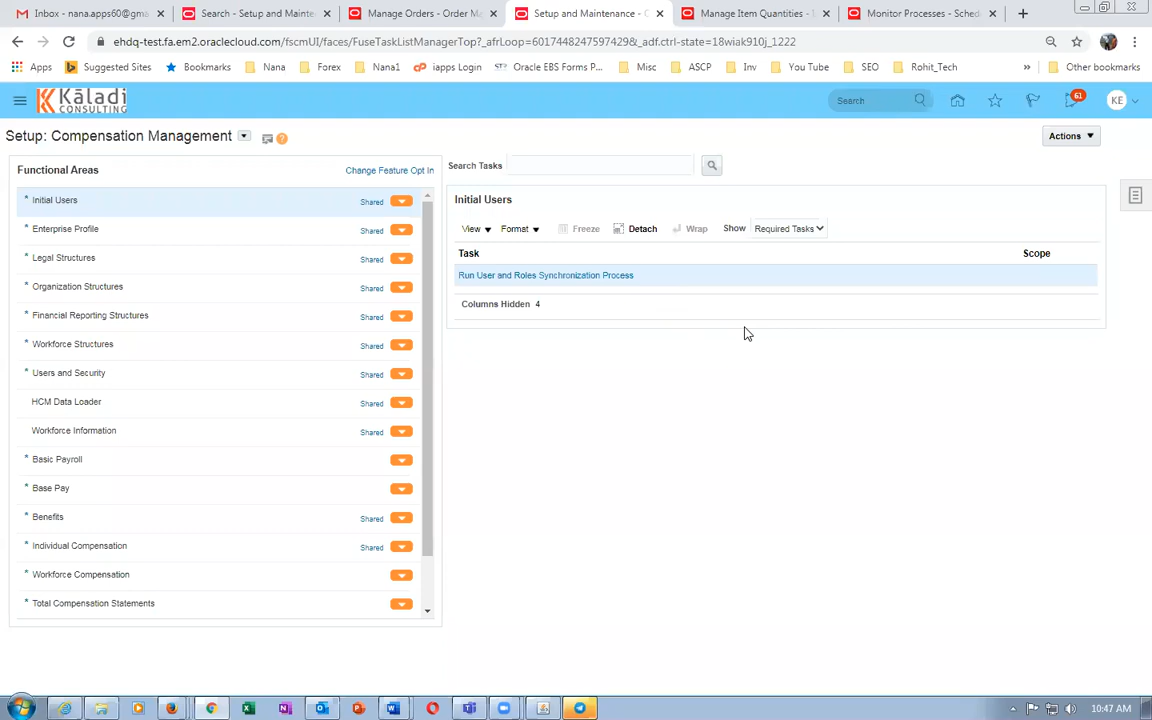 Inbox - nana.apps60@gma
Search - Setup and Mainte
Manage Orders - Order M
Setup and Maintenance - C
Manage Item Quantities - I
Monitor Processes - Sched
ehdq-test.fa.em2.oraclecloud.com/fscmUI/faces/FuseTaskListManagerTop?_afrLoop=6017448247597429&_adf.ctrl-state=18wiak910j_1222
Apps
Suggested Sites
Bookmarks
Nana
Forex
Nana1
iapps Login
Oracle EBS Forms P...
Misc
ASCP
Inv
You Tube
SEO
Rohit_Tech
»
Other bookmarks
Kaladi
CONSULTING
Search
61
KE
Setup: Compensation Management
Actions
Functional Areas
Change Feature Opt In
* Initial Users Shared
* Enterprise Profile Shared
* Legal Structures Shared
* Organization Structures Shared
* Financial Reporting Structures Shared
* Workforce Structures Shared
* Users and Security Shared
HCM Data Loader Shared
Workforce Information Shared
* Basic Payroll
* Base Pay
* Benefits Shared
* Individual Compensation Shared
* Workforce Compensation
* Total Compensation Statements
Search Tasks
Initial Users
View Format Freeze Detach Wrap Show Required Tasks
Task Scope
Run User and Roles Synchronization Process
Columns Hidden 4
10:47 AM